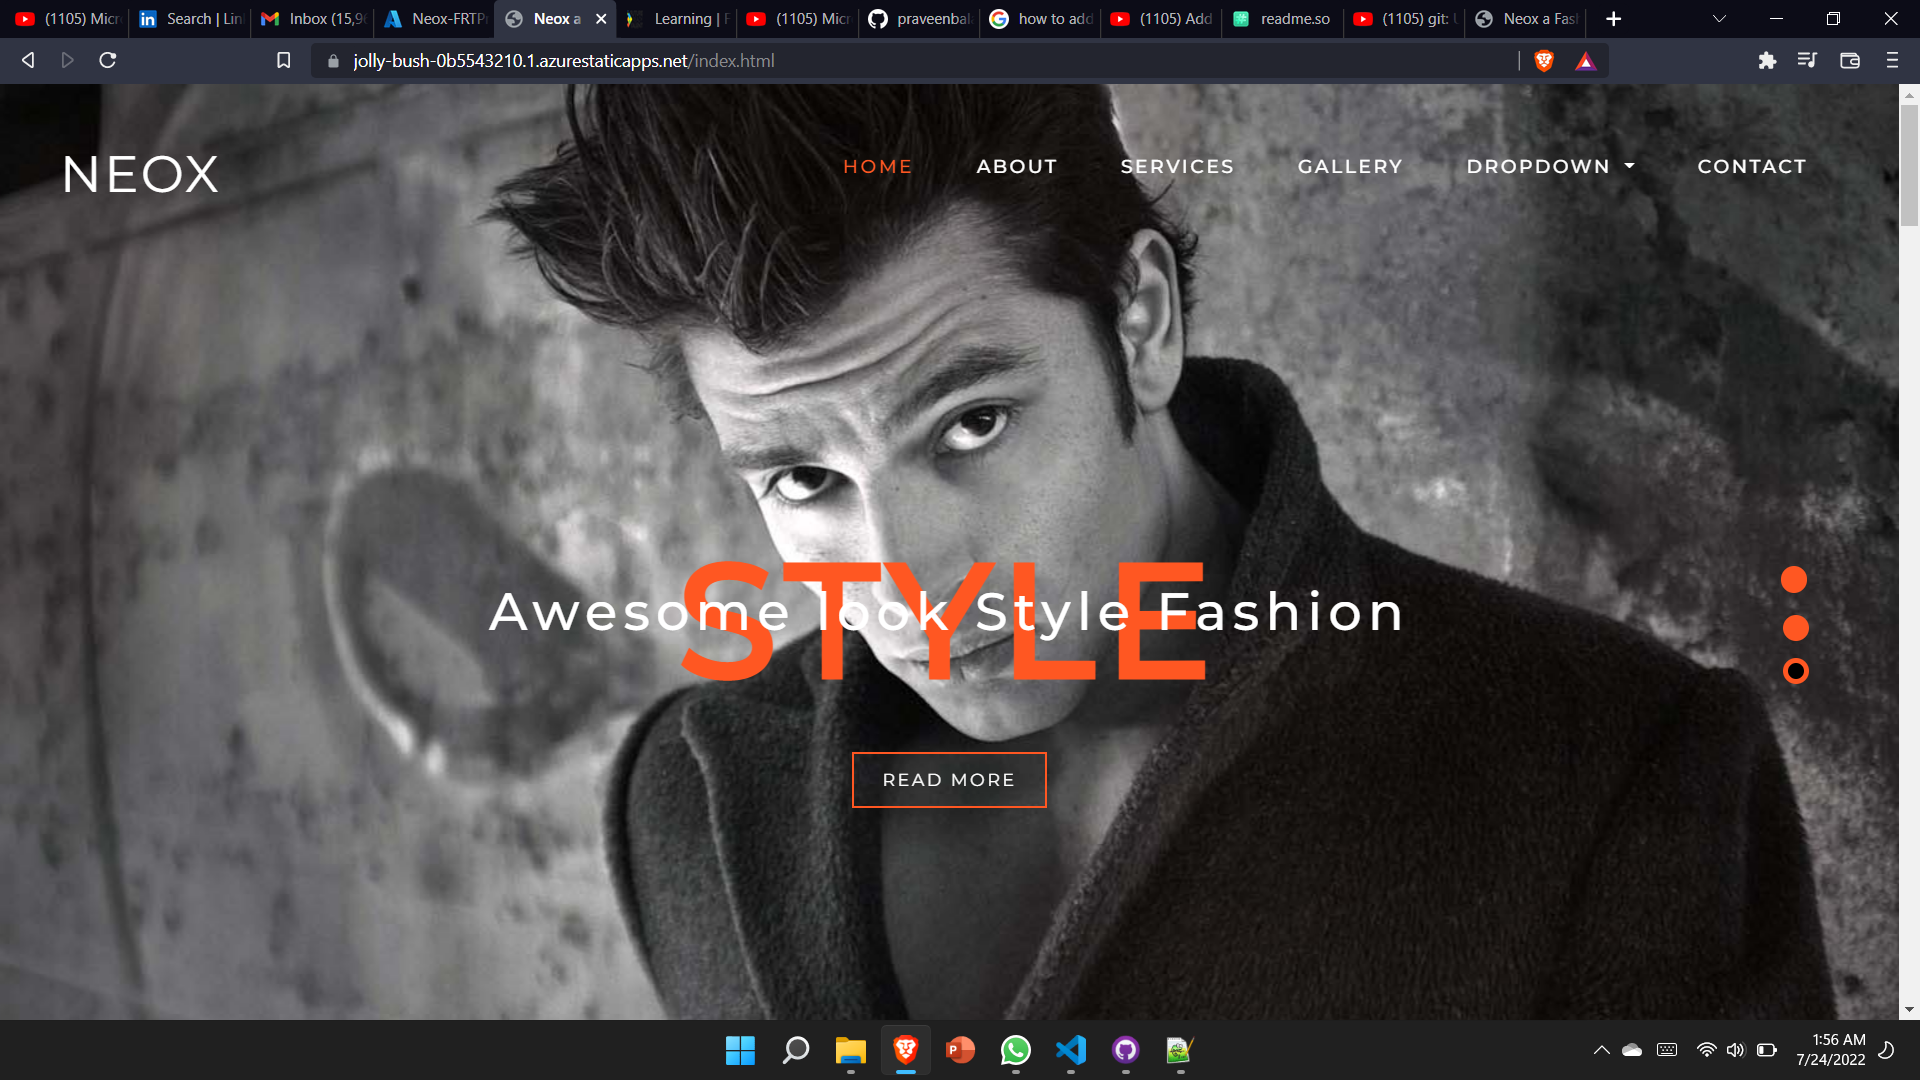 (1105) Micr
Search | Lin
Inbox (15,9
Neox-FRTPr
Neox a
Learning | F
(1105) Micr
praveenbal
how to add
(1105) Add
readme.so
(1105) git: U
Neox a Fash
jolly-bush-0b5543210.1.azurestaticapps.net/index.html
NEOX
HOME
ABOUT
SERVICES
GALLERY
DROPDOWN
CONTACT
STYLE
Awesome look Style Fashion
READ MORE
1:56 AM
7/24/2022